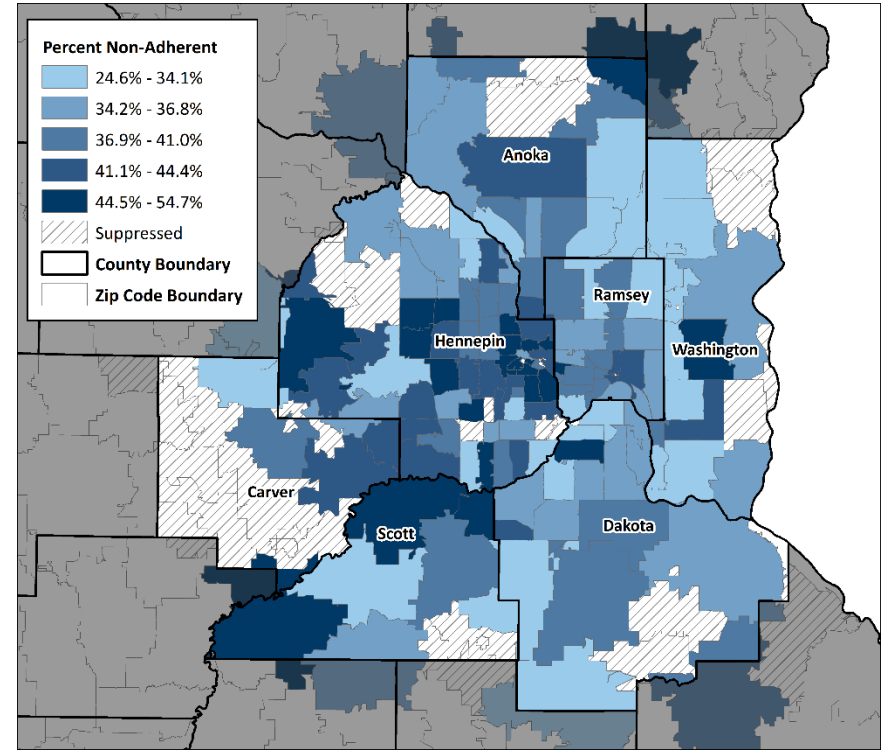 Percent Non-Adherent
24.6% - 34.1%
34.2% - 36.8%
36.9% - 41.0%
41.1% - 44.4%
44.5% - 54.7%
Suppressed
County Boundary
Zip Code Boundary
Anoka
Ramsey
Hennepin
Washington
Carver
Scott
Dakota